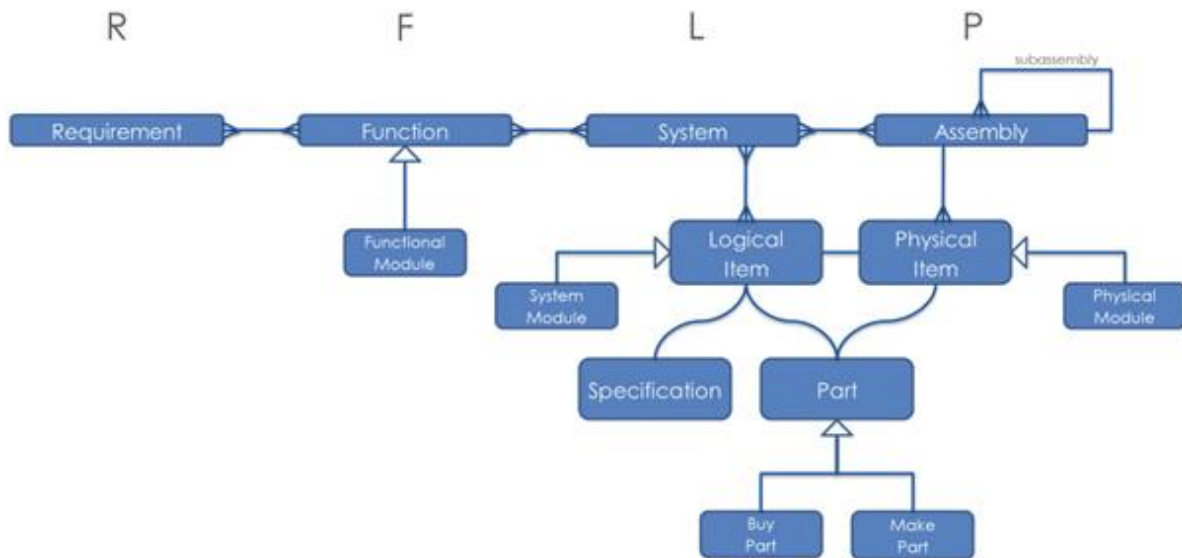 R
F
L
P
subassembly
Requirement
Function
System
Assembly
Functional
Module
Logical
Item
Physical
Item
System
Module
Physical
Module
Specification
Part
Buy
Part
Make
Part